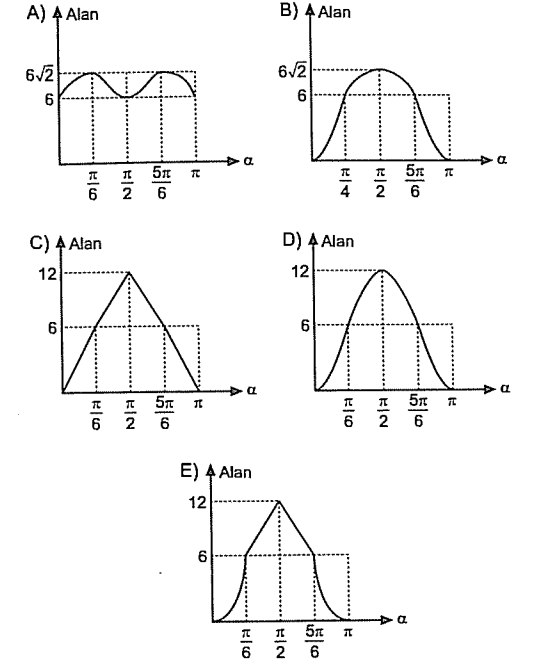 A) Alan
6√2
6
π/6 π/2 5π/6 π α
B) Alan
6√2
6
π/4 π/2 5π/6 π α
C) Alan
12
6
π/6 π/2 5π/6 π α
D) Alan
12
6
π/6 π/2 5π/6 π α
E) Alan
12
6
π/6 π/2 5π/6 π α